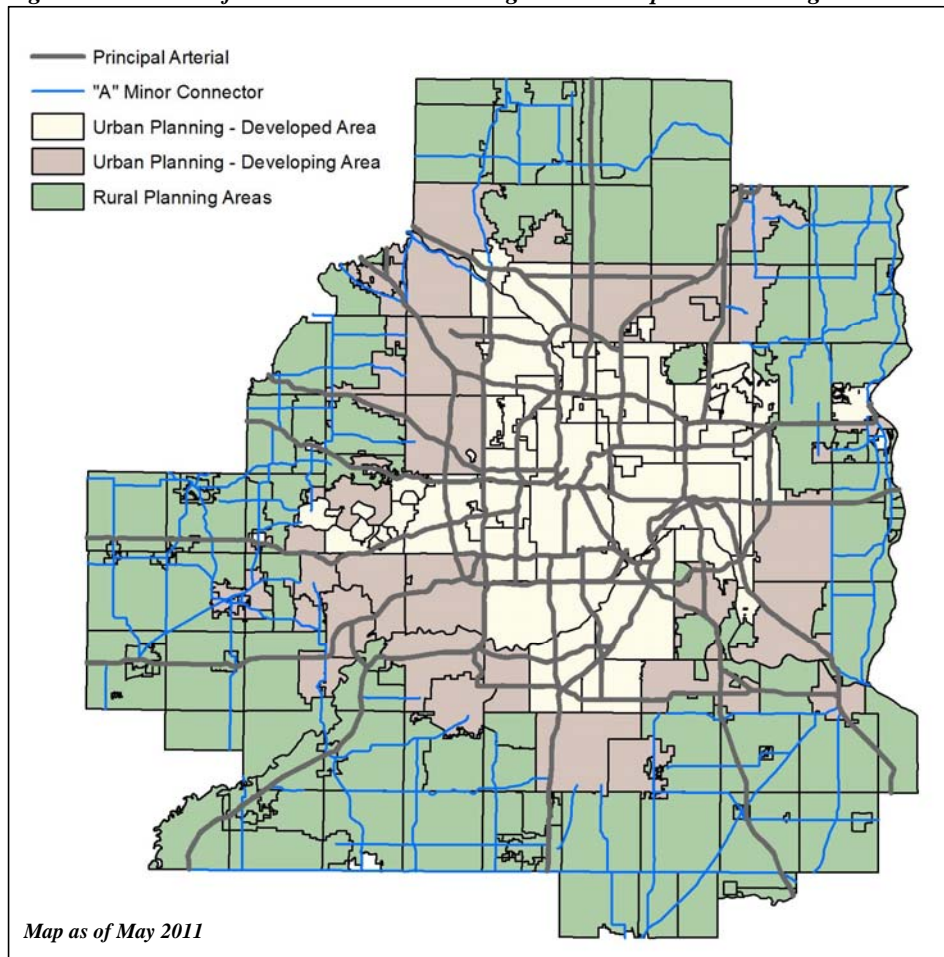 Principal Arterial
"A" Minor Connector
Urban Planning - Developed Area
Urban Planning - Developing Area
Rural Planning Areas
Map as of May 2011